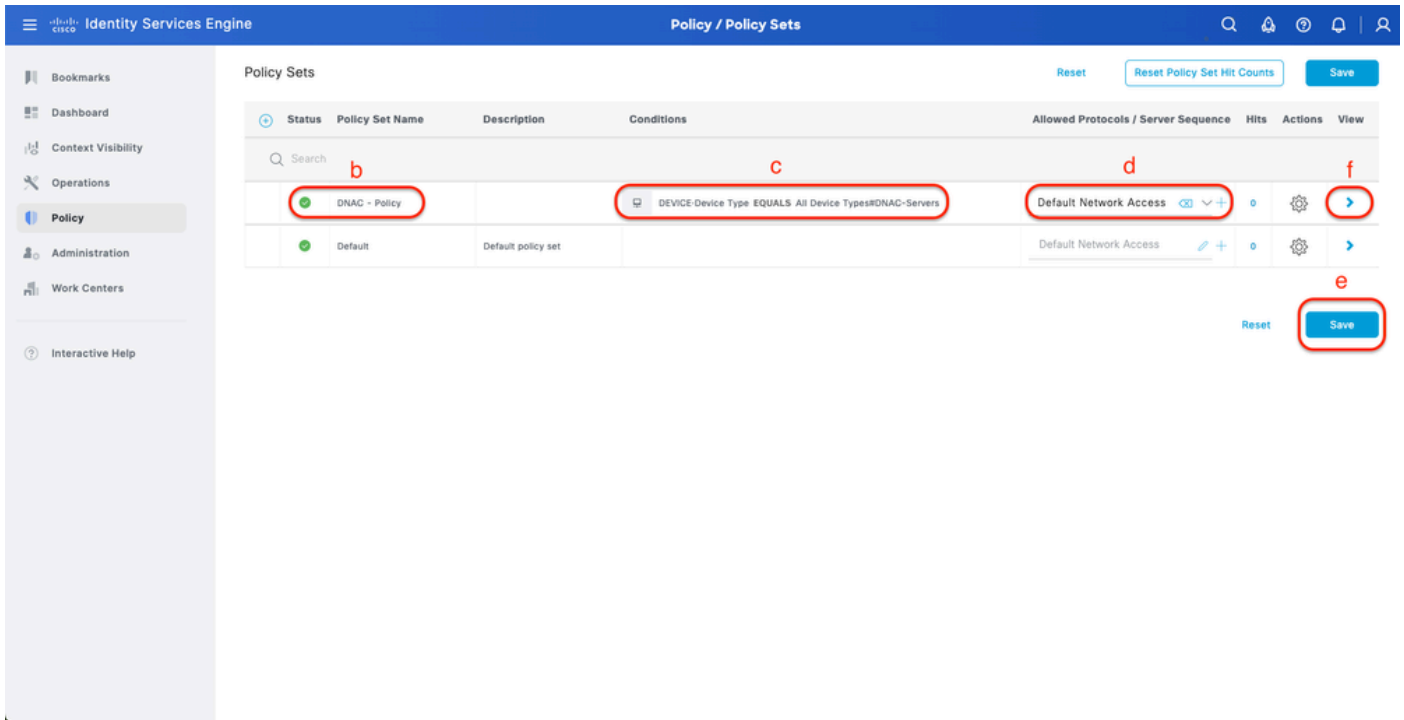 cisco Identity Services Engine
Policy / Policy Sets
Bookmarks
Dashboard
Context Visibility
Operations
Policy
Administration
Work Centers
Interactive Help
Policy Sets
Reset
Reset Policy Set Hit Counts
Save
Status Policy Set Name Description Conditions Allowed Protocols / Server Sequence Hits Actions View
Search
b c d f
DNAC - Policy DEVICE-Device Type EQUALS All Device Types#DNAC-Servers Default Network Access 0
Default Default policy set Default Network Access 0
e
Reset Save